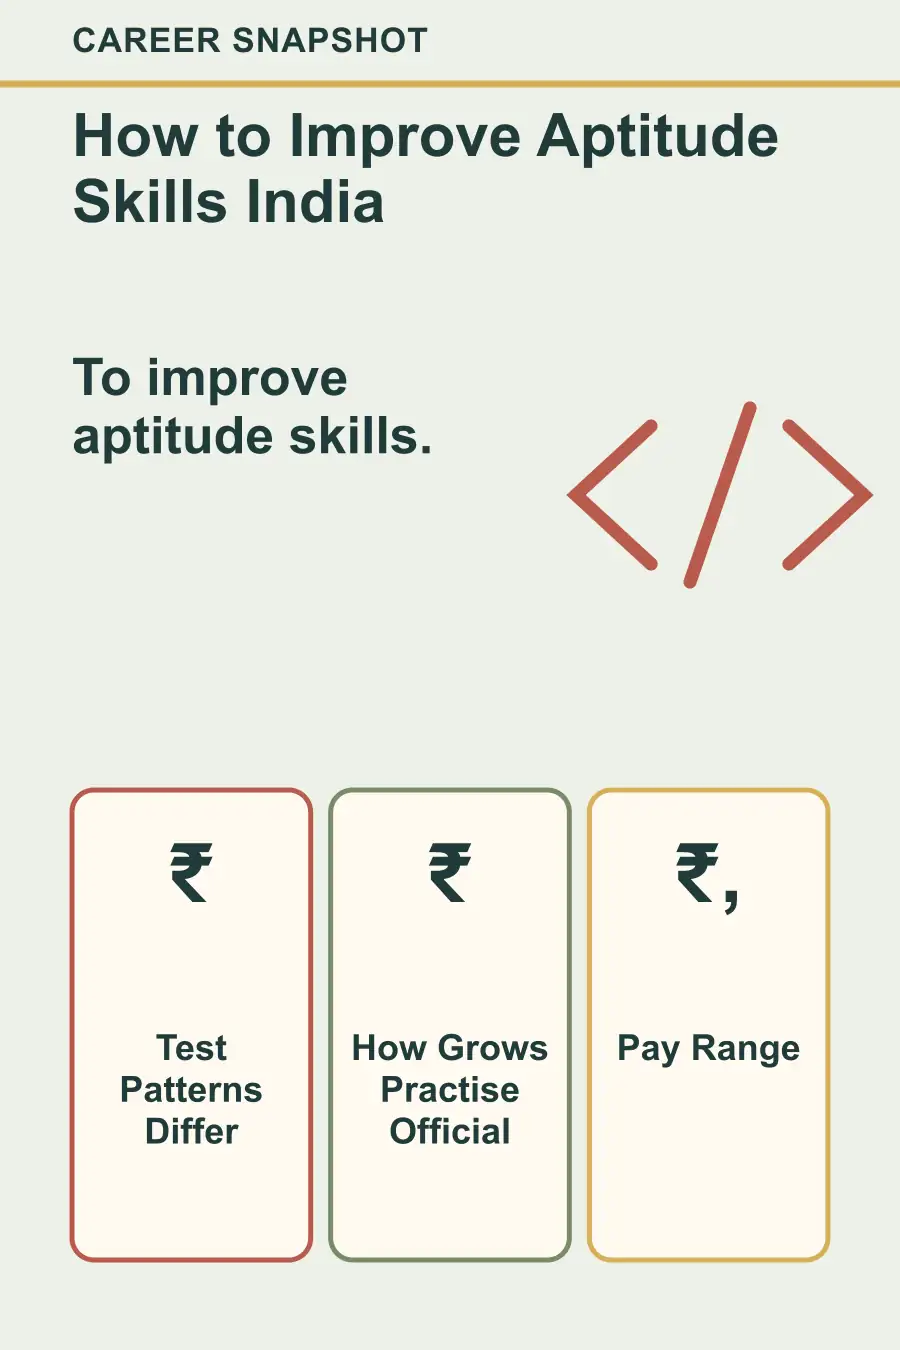 CAREER SNAPSHOT
How to Improve Aptitude
Skills India
To improve
aptitude skills.
₹
Test
Patterns
Differ
₹
How Grows
Practise
Official
₹,
Pay Range